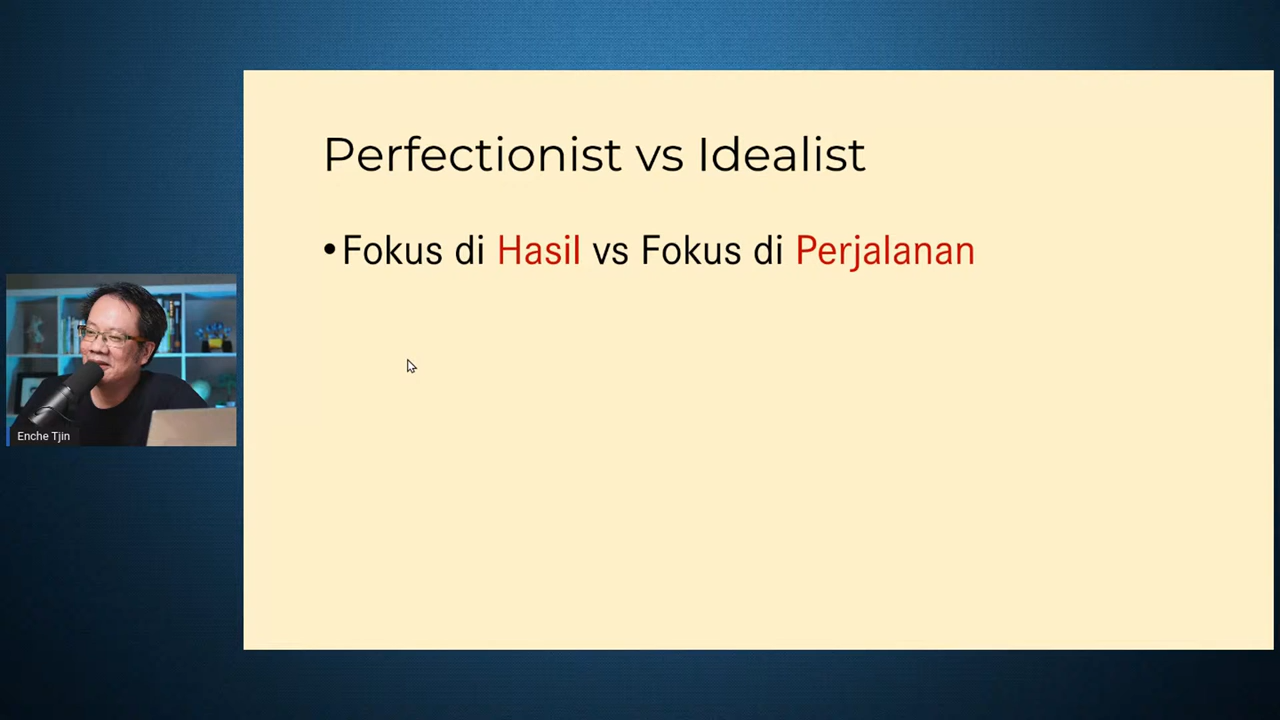 Perfectionist vs Idealist
•Fokus di Hasil vs Fokus di Perjalanan
Enche Tjin